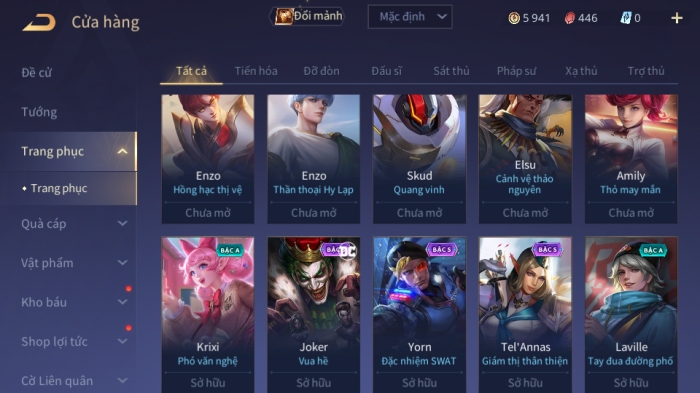 Cửa hàng
Đổi mảnh
Mặc định
5 941
446
0
Đề cử
Tướng
Trang phục
Trang phục
Quà cáp
Vật phẩm
Kho báu
Shop lợi tức
Cờ Liên quân
Tất cả Tiến hóa Đỡ đòn Đấu sĩ Sát thủ Pháp sư Xạ thủ Trợ thủ
Enzo
Hồng hạc thị vệ
Chưa mở
Enzo
Thần thoại Hy Lạp
Chưa mở
Skud
Quang vinh
Chưa mở
Elsu
Cảnh vệ thảo
nguyên
Chưa mở
Amily
Thỏ may mắn
Chưa mở
BẬC A
Krixi
Phó văn nghệ
Sở hữu
DC
Joker
Vua hề
Sở hữu
BẬC S
Yorn
Đặc nhiệm SWAT
Sở hữu
BẬC S
Tel'Annas
Giám thị thân thiện
Sở hữu
BẬC A
Laville
Tay đua đường phố
Sở hữu